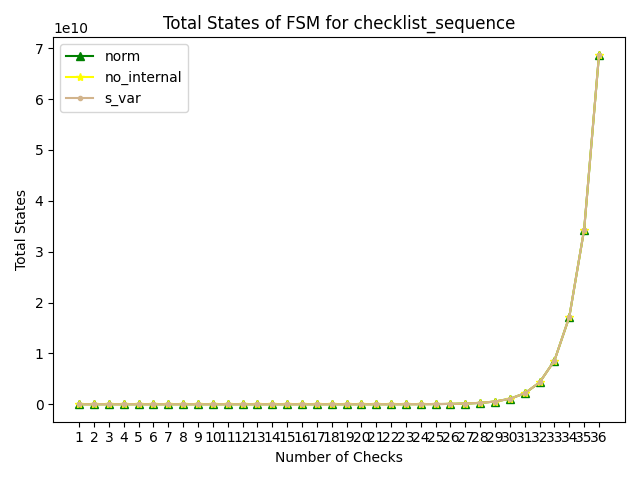 Total States of FSM for checklist_sequence
1e10
norm
no_internal
s_var
7
6
5
4
3
2
1
0
Total States
1 2 3 4 5 6 7 8 9 10 11 12 13 14 15 16 17 18 19 20 21 22 23 24 25 26 27 28 29 30 31 32 33 34 35 36
Number of Checks